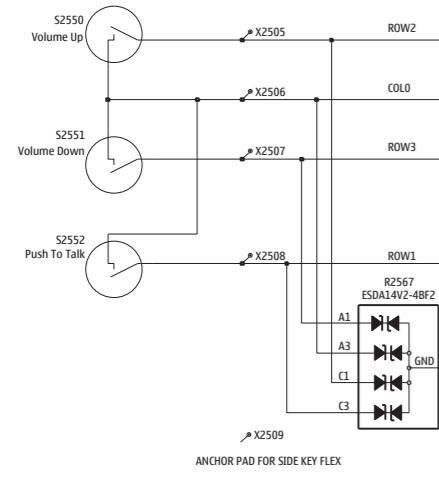 S2550
Volume Up
X2505
ROW2
X2506
COL0
S2551
Volume Down
X2507
ROW3
S2552
Push To Talk
X2508
ROW1
R2567
ESDA14V2-4BF2
A1
A3
GND
C1
C3
X2509
ANCHOR PAD FOR SIDE KEY FLEX